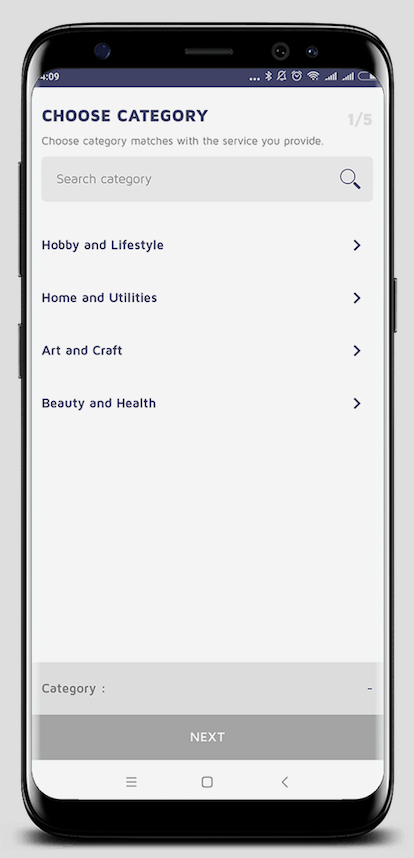 4:09
CHOOSE CATEGORY
1/5
Choose category matches with the service you provide.
Search category
Hobby and Lifestyle
Home and Utilities
Art and Craft
Beauty and Health
Category : -
NEXT